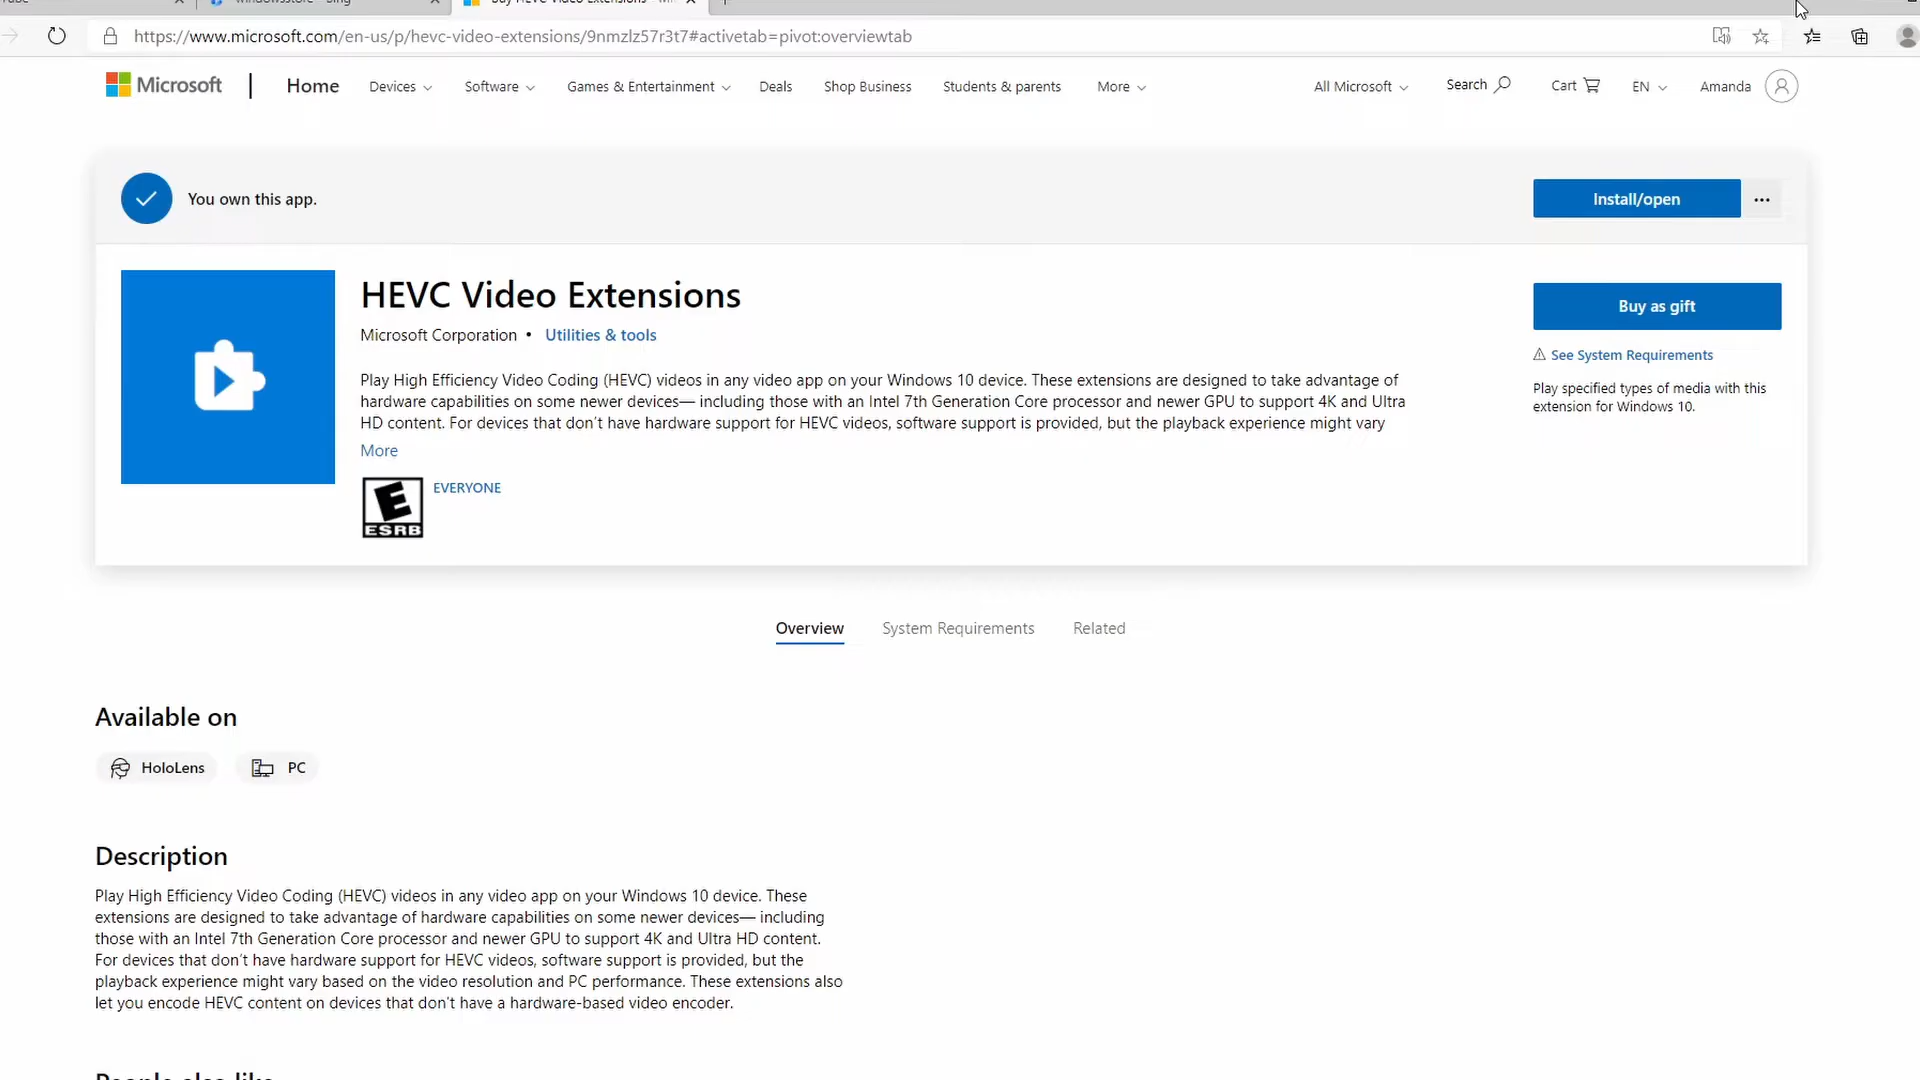 windowsstore - Bing
Buy HEVC Video Extensions - Mi
https://www.microsoft.com/en-us/p/hevc-video-extensions/9nmzlz57r3t7#activetab=pivot:overviewtab
Microsoft
Home
Devices
Software
Games & Entertainment
Deals
Shop Business
Students & parents
More
All Microsoft
Search
Cart
EN
Amanda
You own this app.
Install/open
...
HEVC Video Extensions
Microsoft Corporation • Utilities & tools
Play High Efficiency Video Coding (HEVC) videos in any video app on your Windows 10 device. These extensions are designed to take advantage of
hardware capabilities on some newer devices— including those with an Intel 7th Generation Core processor and newer GPU to support 4K and Ultra
HD content. For devices that don't have hardware support for HEVC videos, software support is provided, but the playback experience might vary
More
E
ESRB
EVERYONE
Buy as gift
See System Requirements
Play specified types of media with this
extension for Windows 10.
Overview
System Requirements
Related
Available on
HoloLens
PC
Description
Play High Efficiency Video Coding (HEVC) videos in any video app on your Windows 10 device. These
extensions are designed to take advantage of hardware capabilities on some newer devices— including
those with an Intel 7th Generation Core processor and newer GPU to support 4K and Ultra HD content.
For devices that don't have hardware support for HEVC videos, software support is provided, but the
playback experience might vary based on the video resolution and PC performance. These extensions also
let you encode HEVC content on devices that don't have a hardware-based video encoder.
People also like